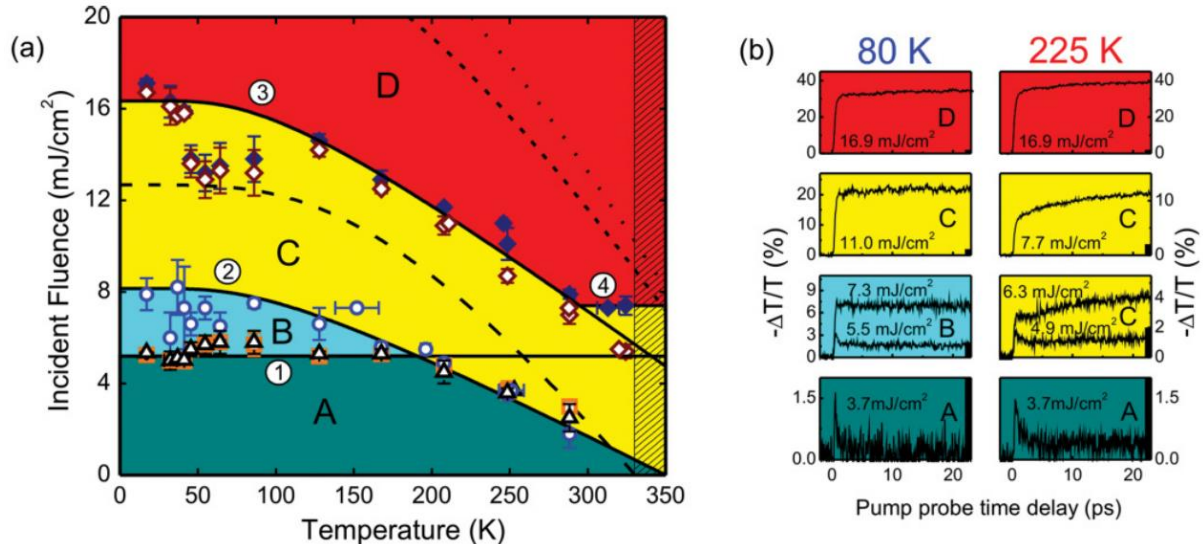 (a)
20
16
12
8
4
0
Incident Fluence (mJ/cm²)
0 50 100 150 200 250 300 350
Temperature (K)
D
3
C
2
4
B
1
A
(b)
80 K 225 K
40
20
0
16.9 mJ/cm²
D
16.9 mJ/cm²
D
40
20
0
20
10
0
11.0 mJ/cm²
C
7.7 mJ/cm²
C
10
0
9
6
3
0
7.3 mJ/cm²
5.5 mJ/cm²
B
6.3 mJ/cm²
4.9 mJ/cm²
C
4
2
0
1.5
0.0
3.7mJ/cm²
3.7mJ/cm²
A
1.5
0.0
-ΔT/T (%)
-ΔT/T (%)
0 10 20 0 10 20
Pump probe time delay (ps)